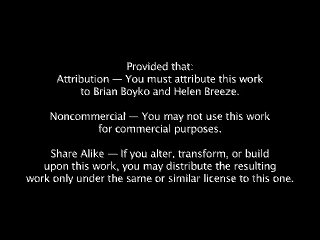 Provided that:
Attribution — You must attribute this work
to Brian Boyko and Helen Breeze.
Noncommercial — You may not use this work
for commercial purposes.
Share Alike — If you alter, transform, or build
upon this work, you may distribute the resulting
work only under the same or similar license to this one.